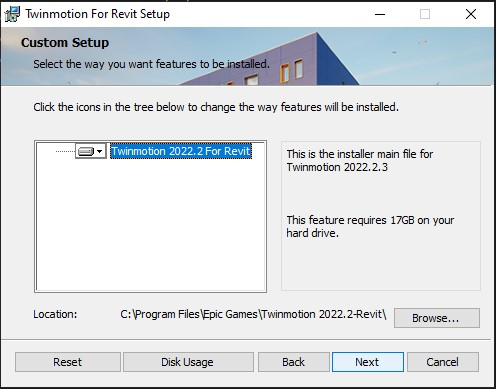 Twinmotion For Revit Setup
Custom Setup
Select the way you want features to be installed.
Click the icons in the tree below to change the way features will be installed.
Twinmotion 2022.2 For Revit
This is the installer main file for
Twinmotion 2022.2.3
This feature requires 17GB on your
hard drive.
Location:
C:\Program Files\Epic Games\Twinmotion 2022.2-Revit\
Browse...
Reset
Disk Usage
Back
Next
Cancel